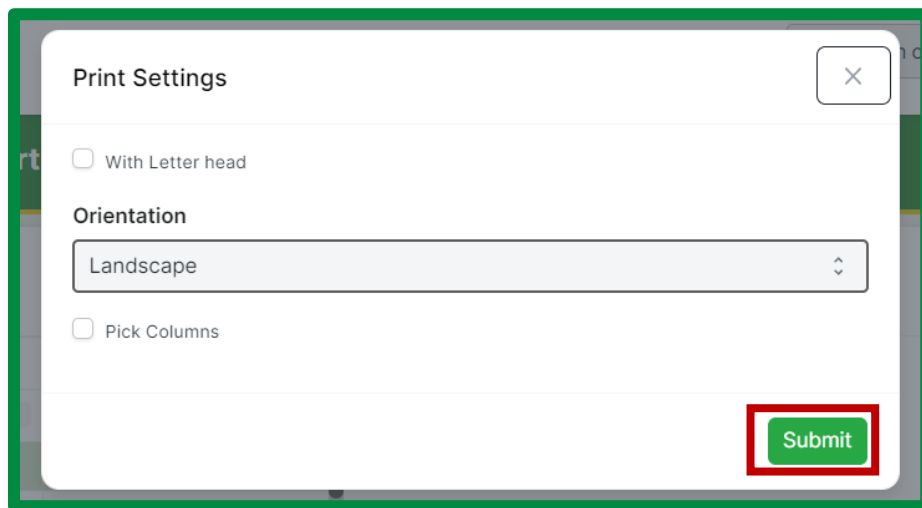 Print Settings
With Letter head
Orientation
Landscape
Pick Columns
Submit